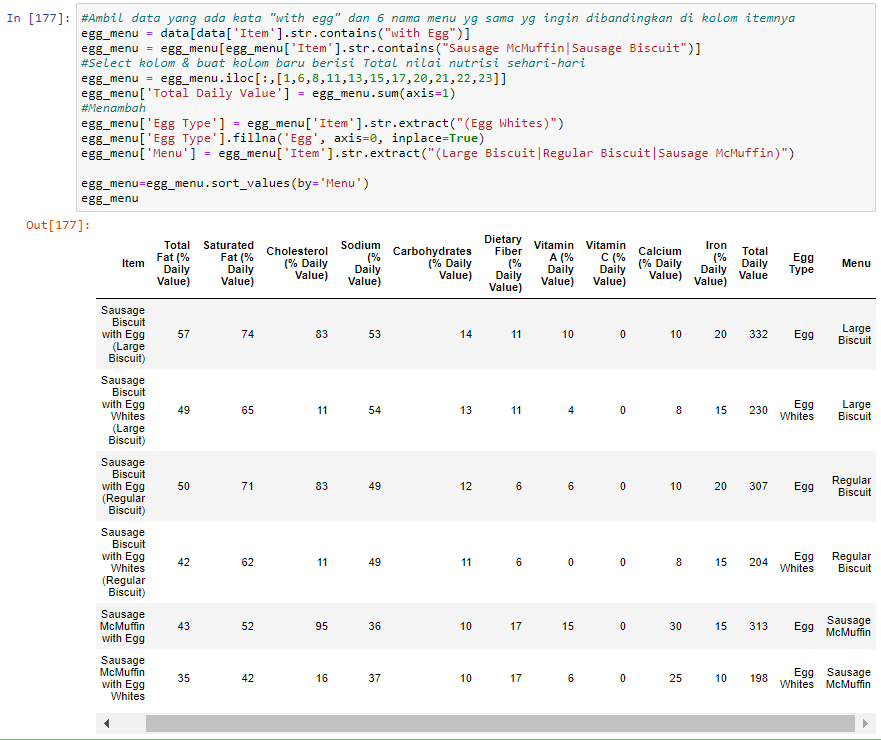 In [177]:
#Ambil data yang ada kata "with egg" dan 6 nama menu yg sama yg ingin dibandingkan di kolom itemnya
egg_menu = data[data['Item'].str.contains("with Egg")]
egg_menu = egg_menu[egg_menu['Item'].str.contains("Sausage McMuffin|Sausage Biscuit")]
#Select kolom & buat kolom baru berisi Total nilai nutrisi sehari-hari
egg_menu = egg_menu.iloc[:,[1,6,8,11,13,15,17,20,21,22,23]]
egg_menu['Total Daily Value'] = egg_menu.sum(axis=1)
#Menambah
egg_menu['Egg Type'] = egg_menu['Item'].str.extract("(Egg Whites)")
egg_menu['Egg Type'].fillna('Egg', axis=0, inplace=True)
egg_menu['Menu'] = egg_menu['Item'].str.extract("(Large Biscuit|Regular Biscuit|Sausage McMuffin)")
egg_menu=egg_menu.sort_values(by='Menu')
egg_menu
Out[177]:
Item Total Fat (% Daily Value) Saturated Fat (% Daily Value) Cholesterol (% Daily Value) Sodium (% Daily Value) Carbohydrates (% Daily Value) Dietary Fiber (% Daily Value) Vitamin A (% Daily Value) Vitamin C (% Daily Value) Calcium (% Daily Value) Iron (% Daily Value) Total Daily Value Egg Type Menu
Sausage Biscuit with Egg (Large Biscuit) 57 74 83 53 14 11 10 0 10 20 332 Egg Large Biscuit
Sausage Biscuit with Egg Whites (Large Biscuit) 49 65 11 54 13 11 4 0 8 15 230 Egg Whites Large Biscuit
Sausage Biscuit with Egg (Regular Biscuit) 50 71 83 49 12 6 6 0 10 20 307 Egg Regular Biscuit
Sausage Biscuit with Egg Whites (Regular Biscuit) 42 62 11 49 11 6 0 0 8 15 204 Egg Whites Regular Biscuit
Sausage McMuffin with Egg 43 52 95 36 10 17 15 0 30 15 313 Egg Sausage McMuffin
Sausage McMuffin with Egg Whites 35 42 16 37 10 17 6 0 25 10 198 Egg Whites Sausage McMuffin